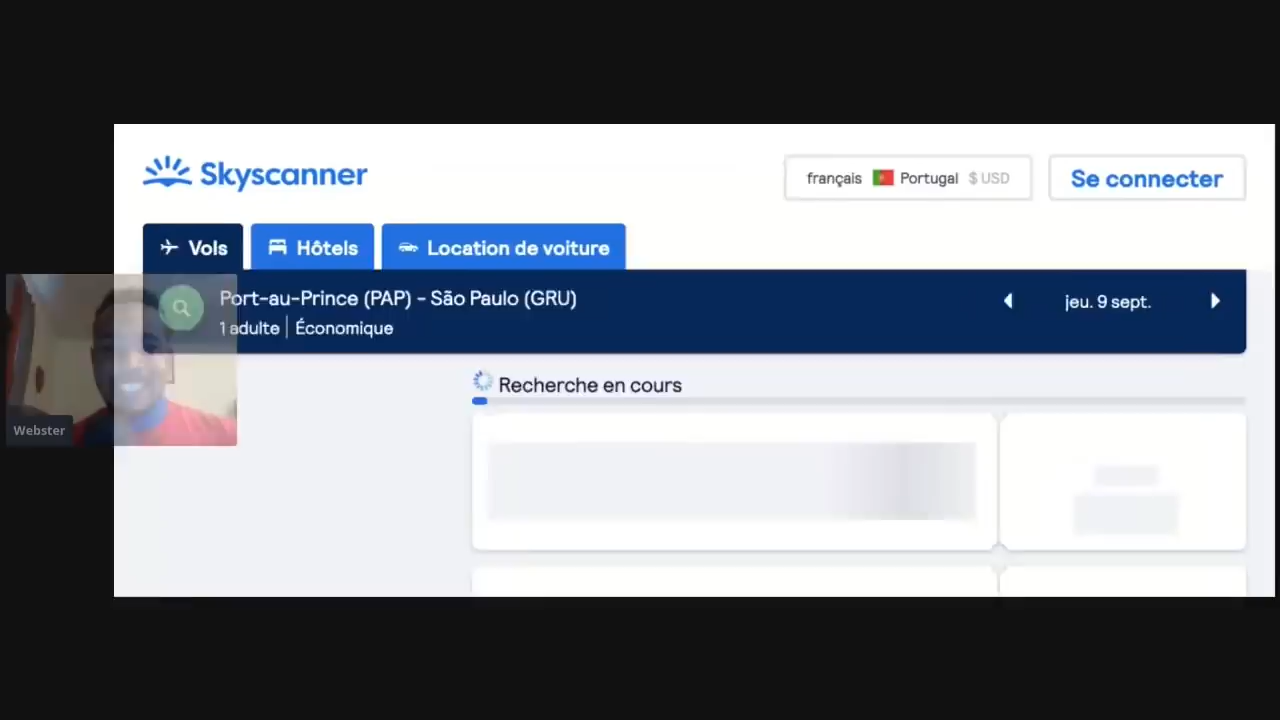 Skyscanner
français Portugal $ USD
Se connecter
Vols
Hôtels
Location de voiture
Port-au-Prince (PAP) - São Paulo (GRU)
jeu. 9 sept.
1 adulte | Économique
Recherche en cours
Webster